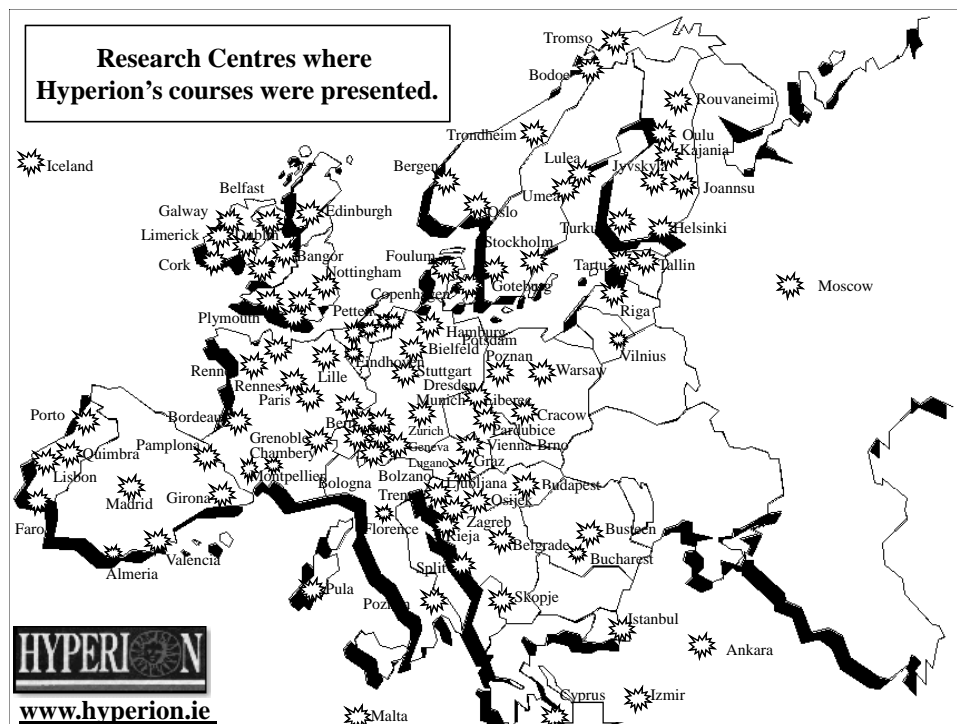 Research Centres where
Hyperion's courses were presented.
Tromso
Bodoe
Rouvaneimi
Trondheim
Oulu
Kajania
Iceland
Bergen
Lulea
Jyvskyla
Joannsu
Belfast
Umea
Galway
Edinburgh
Oslo
Turku
Helsinki
Limerick
Dublin
Stockholm
Cork
Bangor
Foulum
Tartu
Tallin
Nottingham
Goteburg
Moscow
Copenhagen
Plymouth
Petten
Riga
Hamburg
Potsdam
Renn
Eindhoven
Bielfeld
Poznan
Vilnius
Rennes
Lille
Stuttgart
Warsaw
Paris
Dresden
Munich
Liberec
Porto
Bordeaux
Bern
Zurich
Cracow
Pardubice
Quimbra
Pamplona
Grenoble
Geneva
Vienna
Brno
Chambery
Lugano
Graz
Lisbon
Montpellier
Bologna
Bolzano
Ljubljana
Budapest
Madrid
Girona
Trento
Osijek
Faro
Florence
Zagreb
Rieja
Busteen
Valencia
Belgrade
Bucharest
Almeria
Split
Pula
Skopje
Istanbul
Ankara
HYPERION
Cyprus
Izmir
www.hyperion.ie
Malta